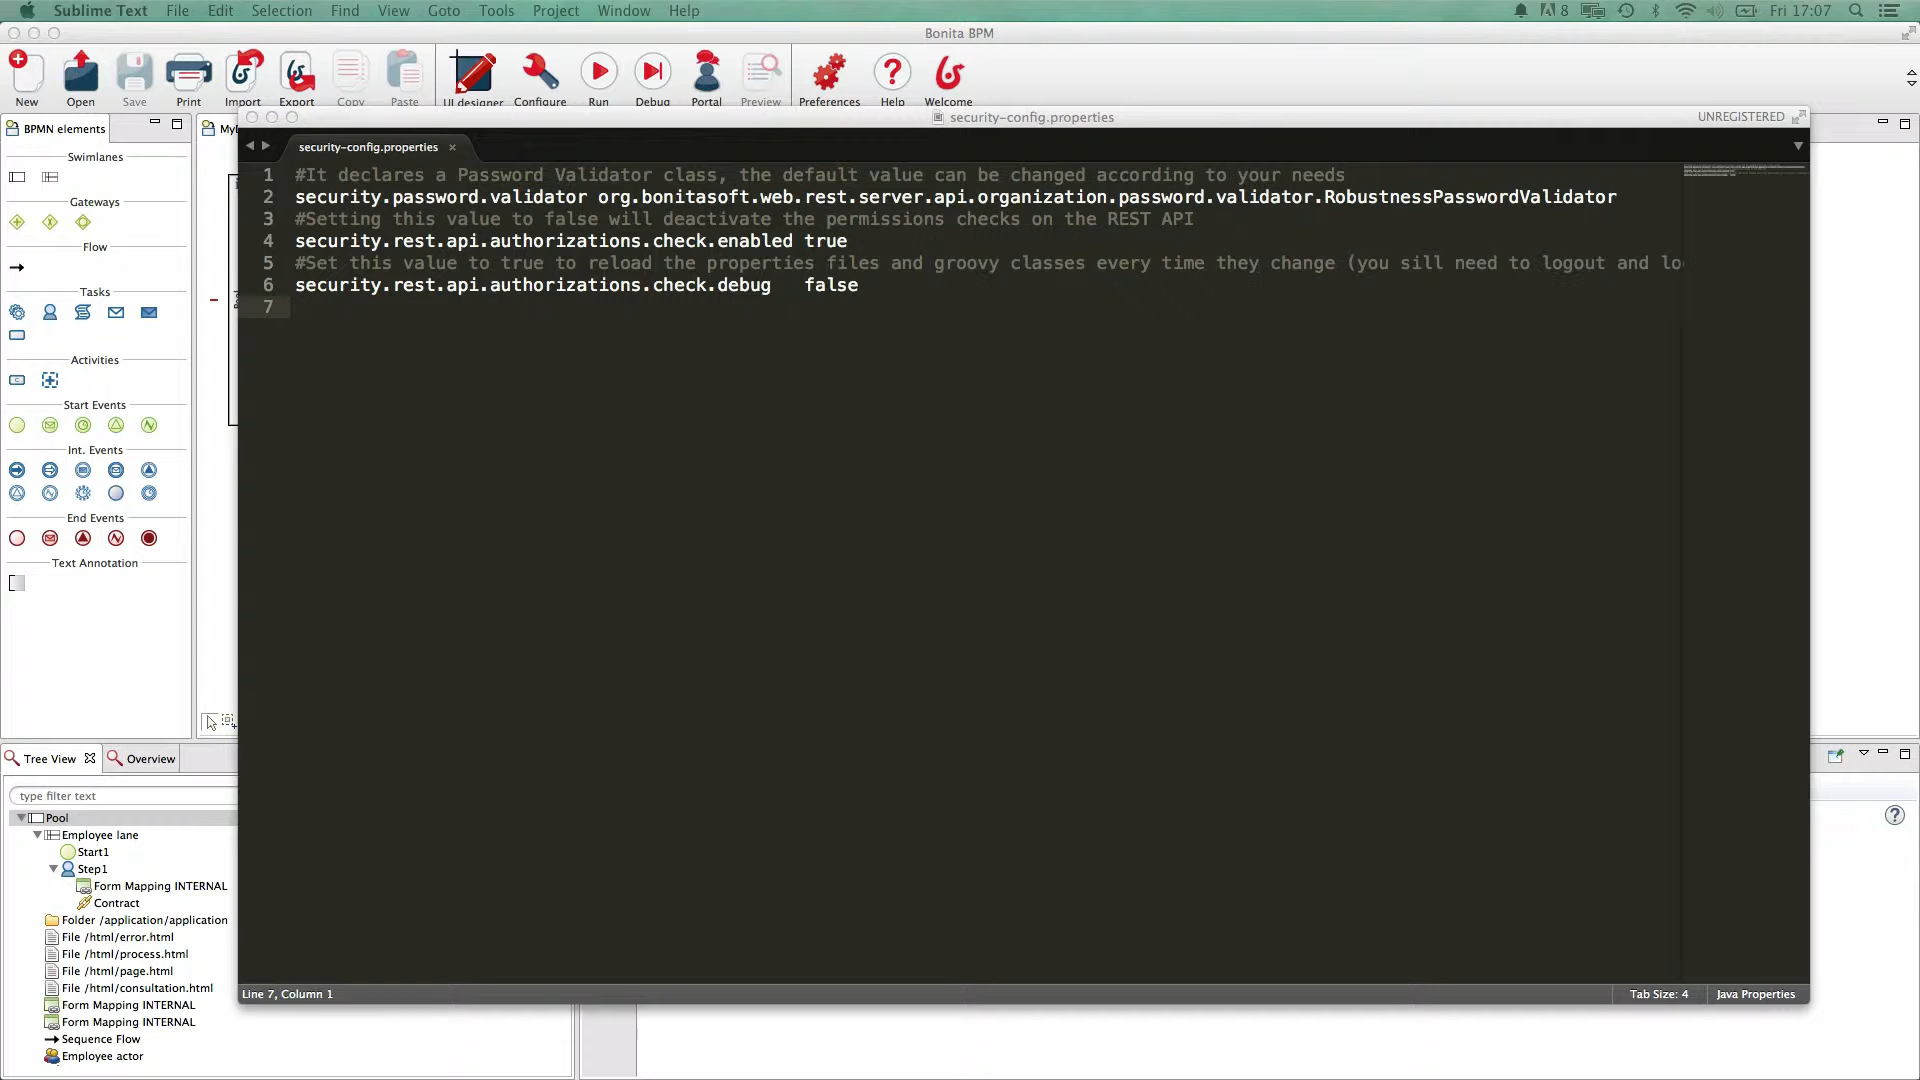 Sublime Text File Edit Selection Find View Goto Tools Project Window Help
8 Fri 17:07
Bonita BPM
New Open Save Print Import Export Copy Paste UI designer Configure Run Debug Portal Preview Preferences Help Welcome
security-config.properties
UNREGISTERED
BPMN elements
MyD
security-config.properties
Swimlanes
Gateways
Flow
Tasks
Activities
Start Events
Int. Events
End Events
Text Annotation
1 #It declares a Password Validator class, the default value can be changed according to your needs
2 security.password.validator org.bonitasoft.web.rest.server.api.organization.password.validator.RobustnessPasswordValidator
3 #Setting this value to false will deactivate the permissions checks on the REST API
4 security.rest.api.authorizations.check.enabled true
5 #Set this value to true to reload the properties files and groovy classes every time they change (you sill need to logout and lo
6 security.rest.api.authorizations.check.debug false
7
Tree View
Overview
type filter text
Pool
Employee lane
Start1
Step1
Form Mapping INTERNAL
Contract
Folder /application/application
File /html/error.html
File /html/process.html
File /html/page.html
File /html/consultation.html
Form Mapping INTERNAL
Form Mapping INTERNAL
Sequence Flow
Employee actor
Line 7, Column 1
Tab Size: 4
Java Properties